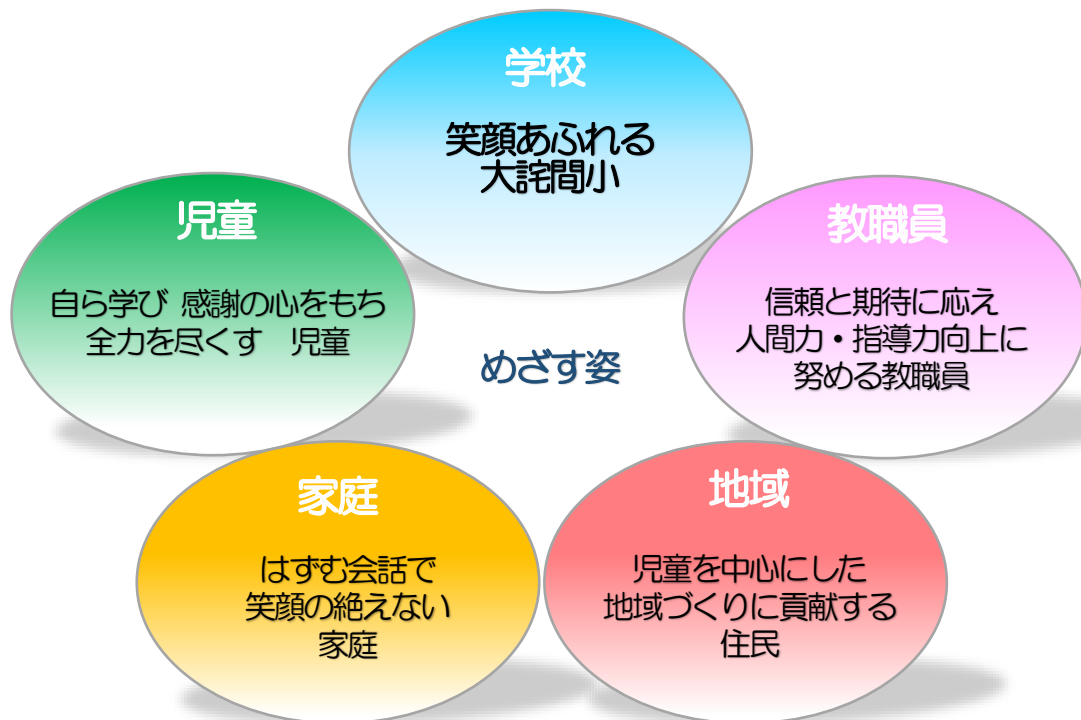 学校
笑顔あふれる
大詫間小
児童
自ら学び 感謝の心をもち
全力を尽くす　児童
教職員
信頼と期待に応え
人間力・指導力向上に
努める教職員
めざす姿
家庭
はずむ会話で
笑顔の絶えない
家庭
地域
児童を中心にした
地域づくりに貢献する
住民